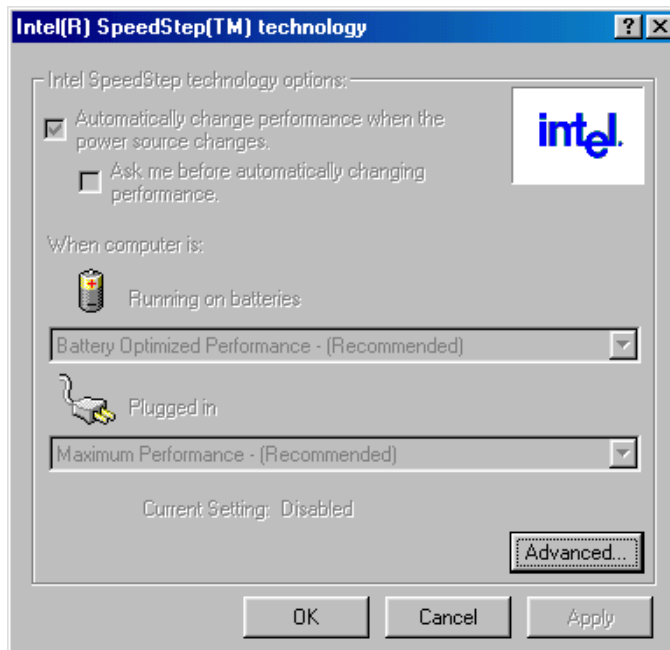 Intel(R) SpeedStep(TM) technology
Intel SpeedStep technology options:
Automatically change performance when the
power source changes.
intel.
Ask me before automatically changing
performance.
When computer is:
Running on batteries
Battery Optimized Performance - (Recommended)
Plugged in
Maximum Performance - (Recommended)
Current Setting: Disabled
Advanced...
OK Cancel Apply